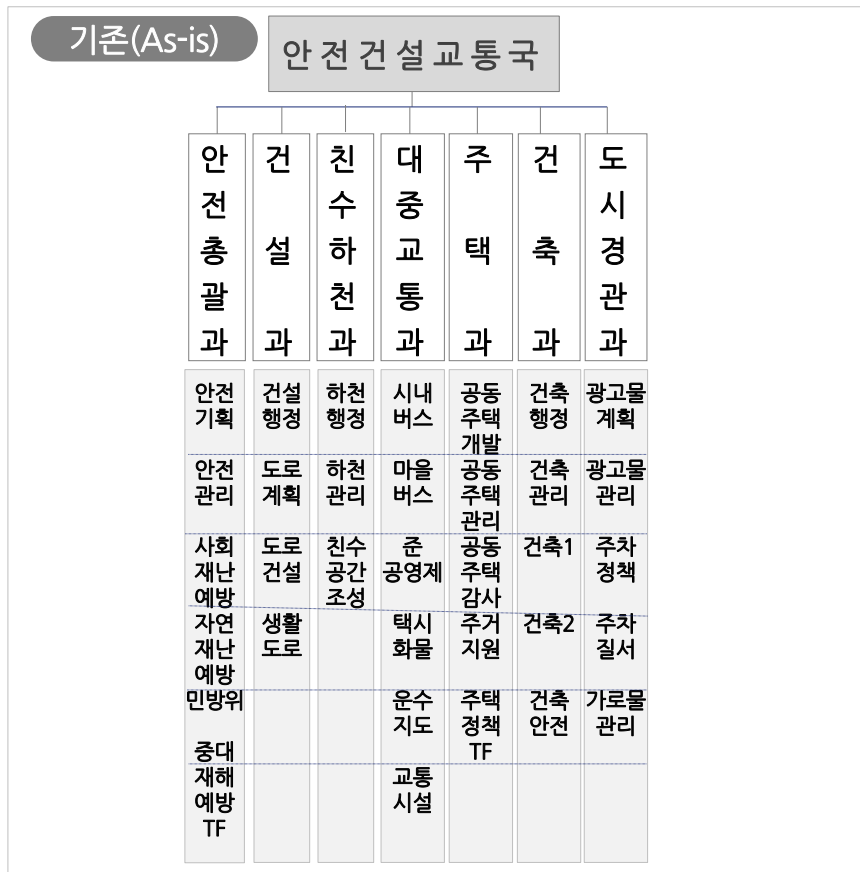 기존(As-is)
안전건설교통국
안전총괄과
건설과
친수하천과
대중교통과
주택과
건축과
도시경관과
안전
기획
건설
행정
하천
행정
시내
버스
공동
주택
개발
건축
행정
광고물
계획
안전
관리
도로
계획
하천
관리
마을
버스
공동
주택
관리
건축
관리
광고물
관리
사회
재난
예방
도로
건설
친수
공간
조성
준
공영제
공동
주택
감사
건축1
주차
정책
자연
재난
예방
생활
도로
택시
화물
주거
지원
건축2
주차
질서
민방위
운수
지도
주택
정책
TF
건축
안전
가로물
관리
중대
재해
예방
TF
교통
시설